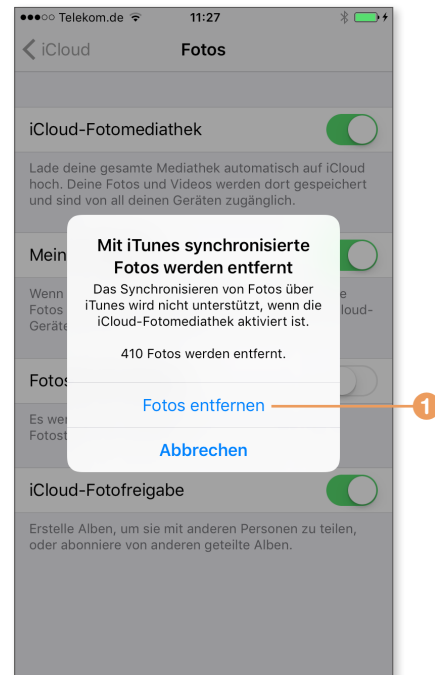 Telekom.de 11:27
iCloud Fotos
iCloud-Fotomediathek
Lade deine gesamte Mediathek automatisch auf iCloud
hoch. Deine Fotos und Videos werden dort gespeichert
und sind von all deinen Geräten zugänglich.
Mit iTunes synchronisierte
Fotos werden entfernt
Das Synchronisieren von Fotos über
iTunes wird nicht unterstützt, wenn die
iCloud-Fotomediathek aktiviert ist.
410 Fotos werden entfernt.
Fotos entfernen 1
Abbrechen
Mein
Wenn
Fotos loud-
Geräte
Fotos
Es wer
Fotost
iCloud-Fotofreigabe
Erstelle Alben, um sie mit anderen Personen zu teilen,
oder abonniere von anderen geteilte Alben.